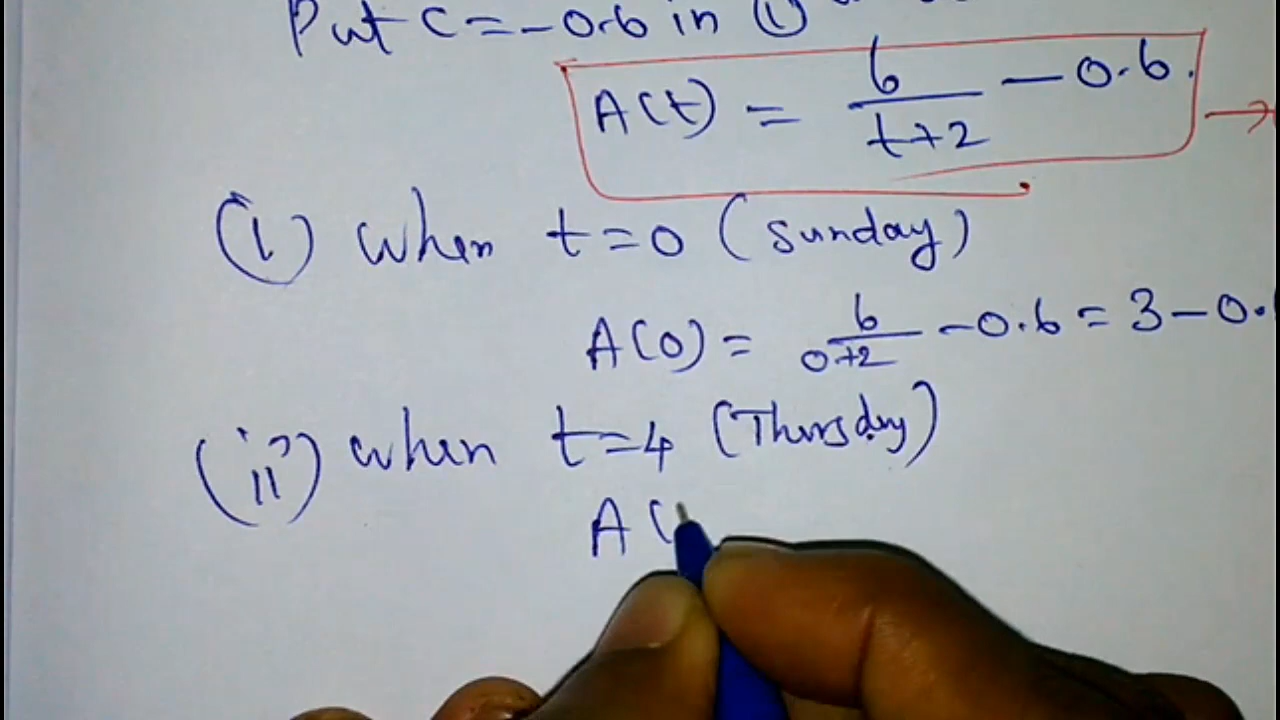 Put C = -0.6 in ①
A(t) = 6/(t+2) - 0.6.
(i) when t=0 (Sunday)
A(0) = 6/(0+2) - 0.6 = 3 - 0.
(ii) when t=4 (Thursday)
A(